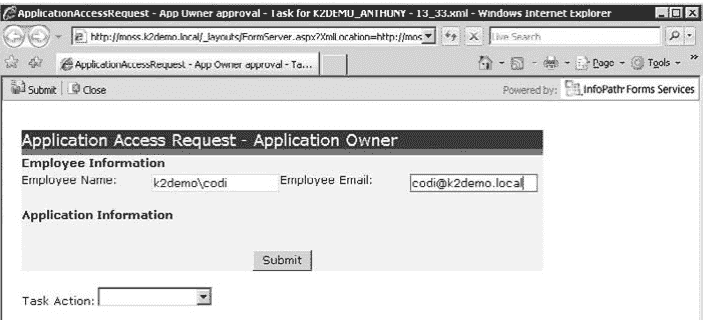 ApplicationAccessRequest - App Owner approval - Task for K2DEMO_ANTHONY - 13_33.xml - Windows Internet Explorer
http://moss.k2demo.local/_layouts/FormServer.aspx?XmlLocation=http://mos
Live Search
ApplicationAccessRequest - App Owner approval - Ta...
Page
Tools
»
Submit
Close
Powered by: InfoPath Forms Services
Application Access Request - Application Owner
Employee Information
Employee Name: k2demo\codi Employee Email: codi@k2demo.local
Application Information
Submit
Task Action: